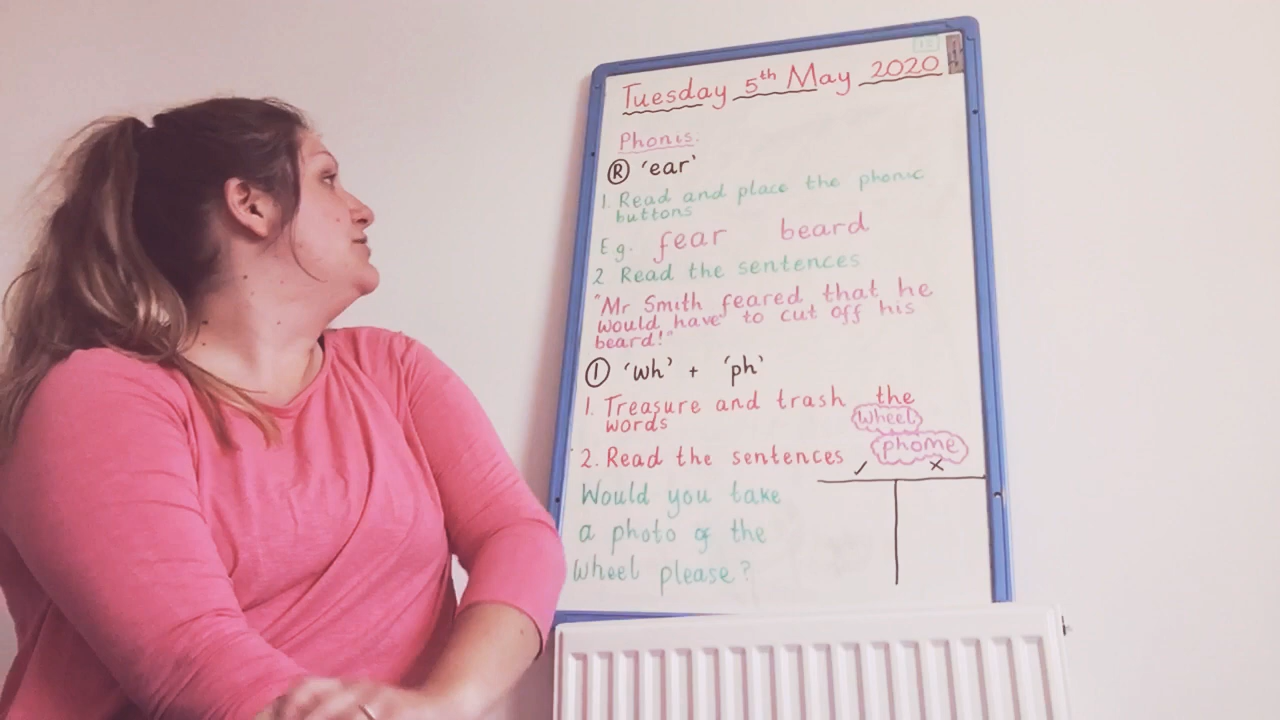 Tuesday 5th May 2020
Phonis:
R 'ear'
1. Read and place the phonic
buttons
Eg. fear beard
2 Read the sentences
"Mr Smith feared that he
would have to cut off his
beard!"
1 'wh' + 'ph'
1. Treasure and trash the
words
wheel
phome
2. Read the sentences ✓ x
Would you take
a photo of the
wheel please?